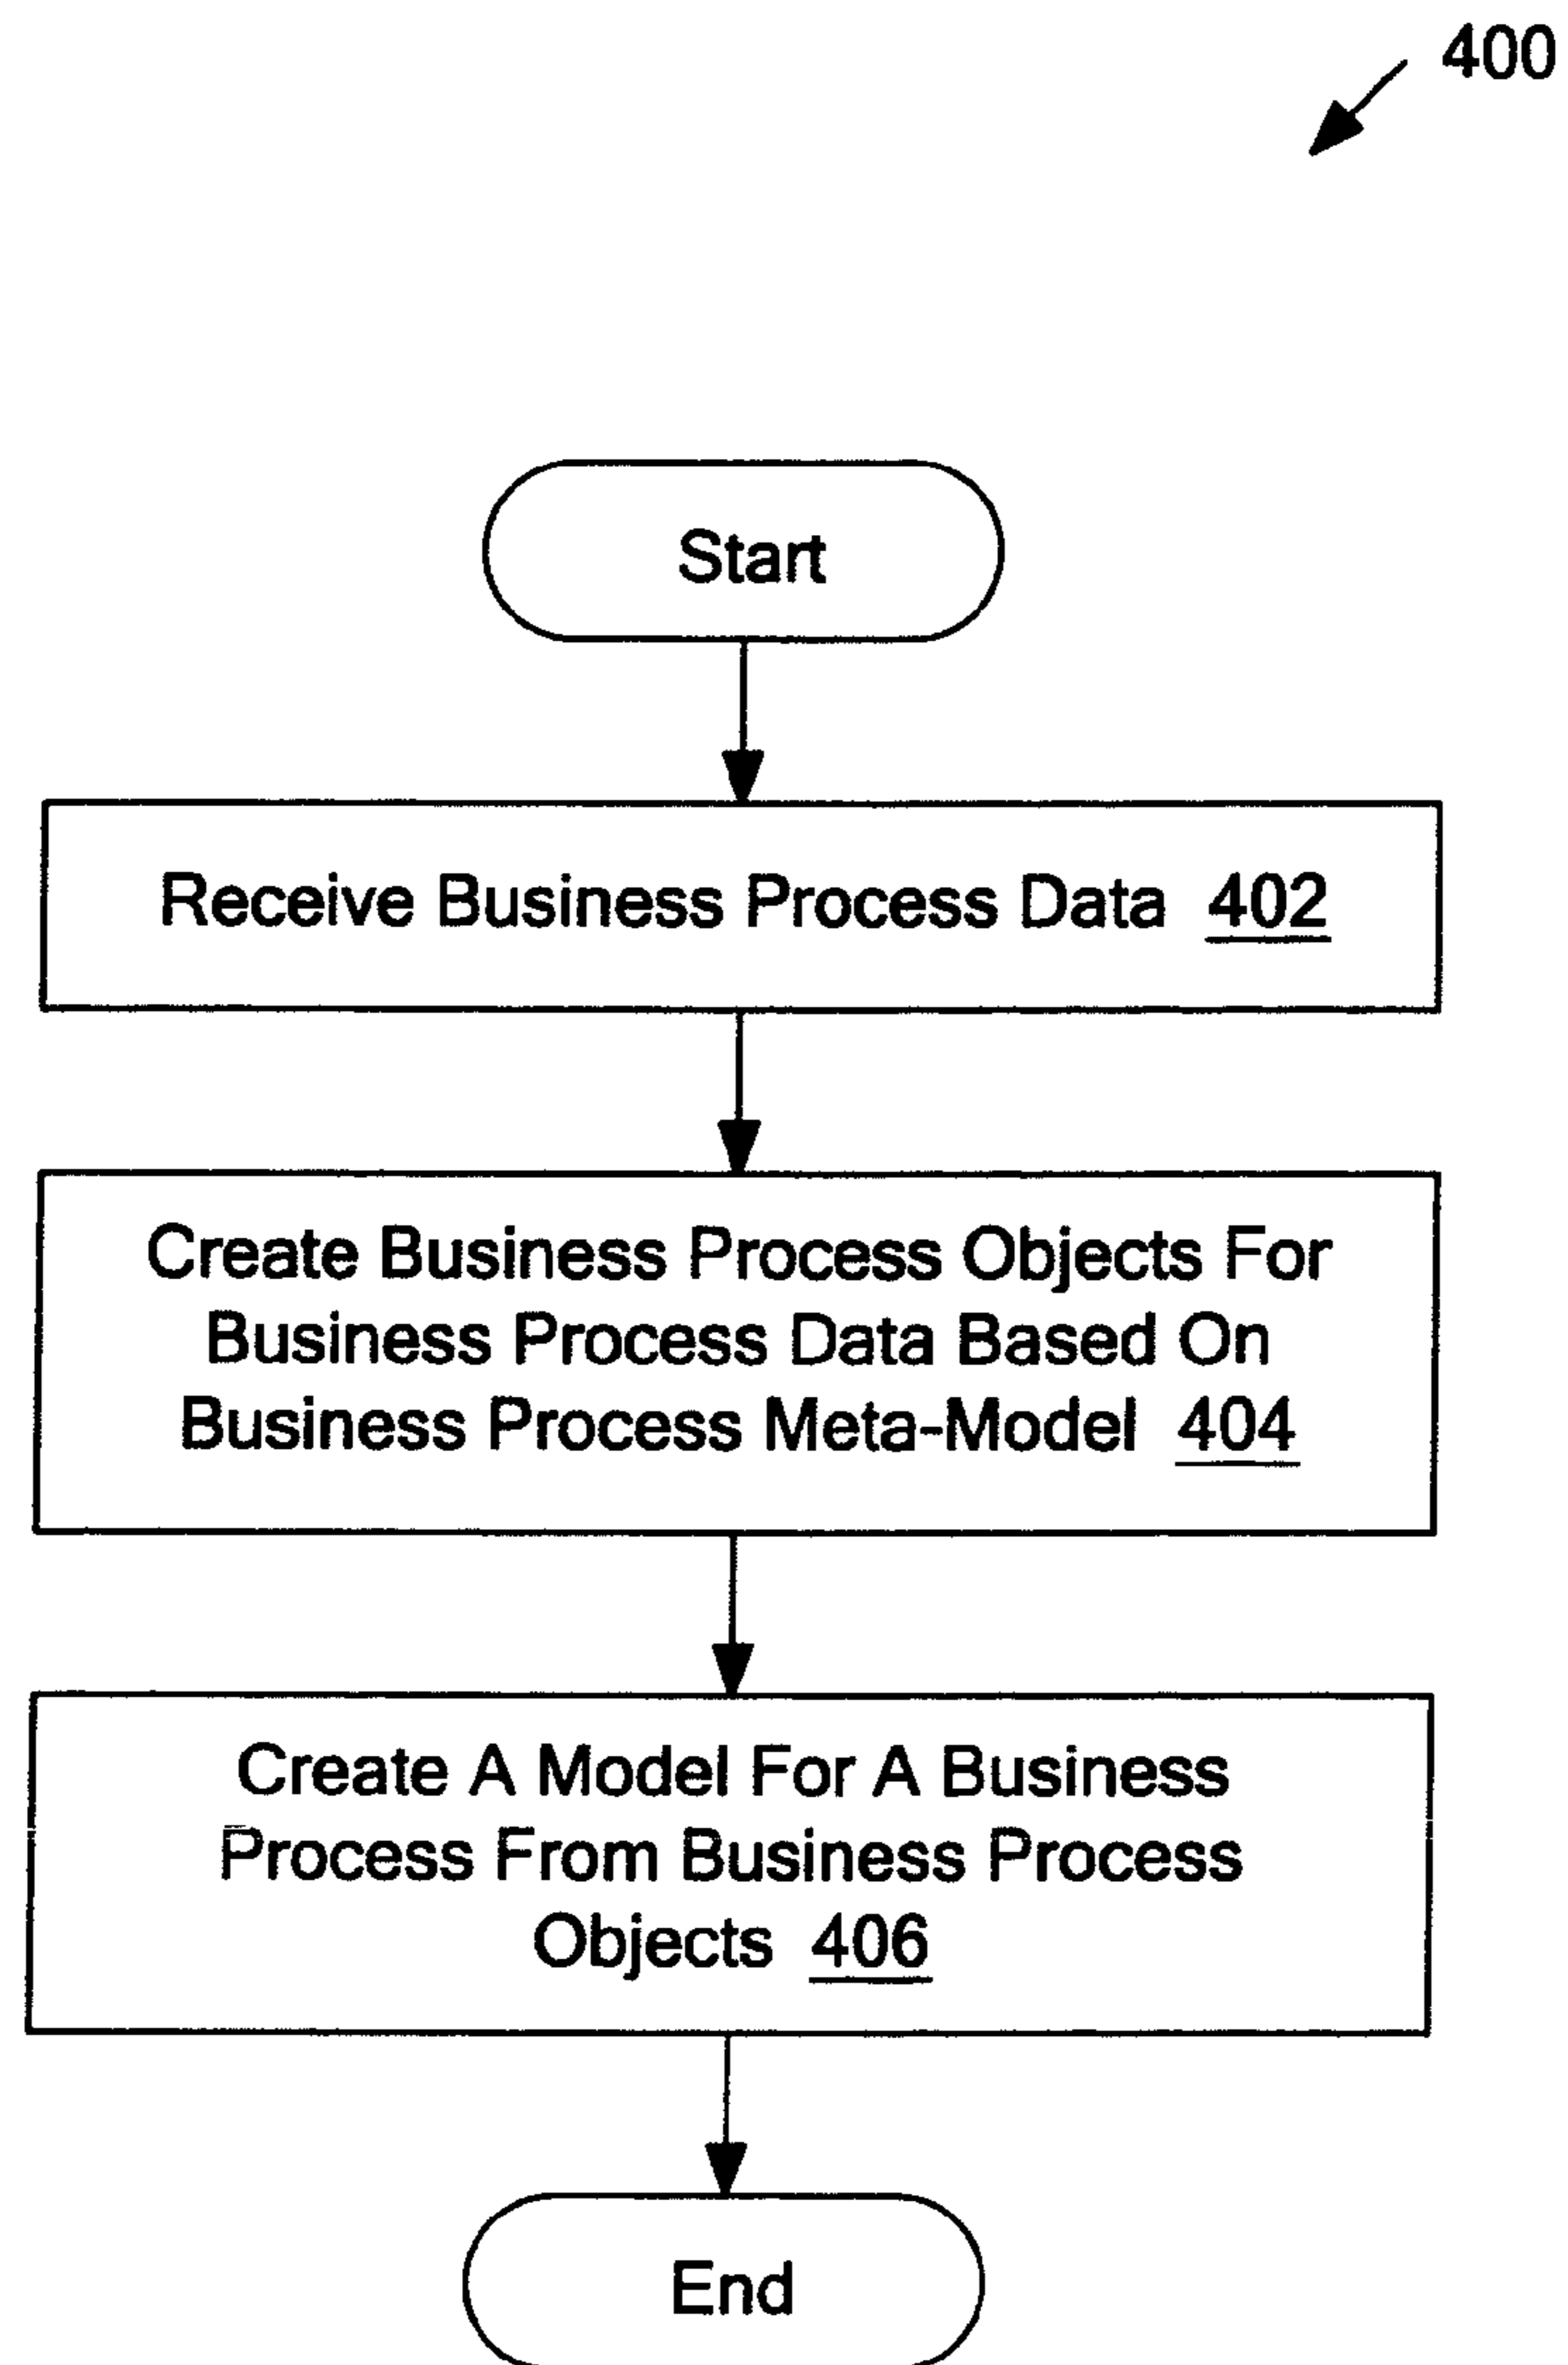 400
Start
Receive Business Process Data 402
Create Business Process Objects For
Business Process Data Based On
Business Process Meta-Model 404
Create A Model For A Business
Process From Business Process
Objects 406
End